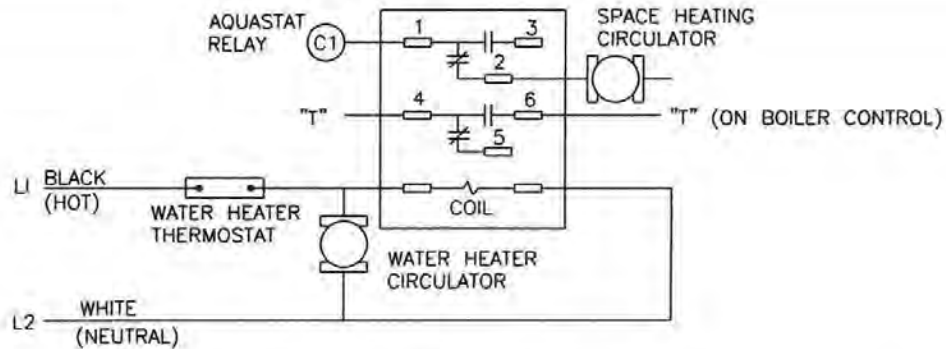 AQUASTAT
RELAY
C1
1
3
2
SPACE HEATING
CIRCULATOR
"T"
4
6
5
"T" (ON BOILER CONTROL)
L1
BLACK
(HOT)
WATER HEATER
THERMOSTAT
COIL
WATER HEATER
CIRCULATOR
L2
WHITE
(NEUTRAL)